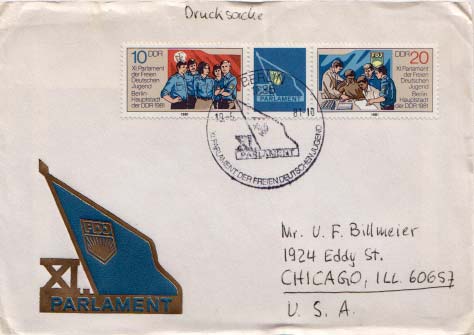 Drucksache
10 DDR
XI. Parlament
der Freien
Deutschen
Jugend
Berlin
Hauptstadt
der DDR 1981
1981
PARLAMENT
DDR 20
FDJ
XI. Parlament
der Freien
Deutschen
Jugend
Berlin
Hauptstadt
der DDR 1981
1981
BERLIN
81-10
XI.
PARLAMENT
XI. PARLAMENT DER FREIEN DEUTSCHEN JUGEND
FDJ
XI.
PARLAMENT
Mr. U. F. Billmeier
1924 Eddy St.
CHICAGO, ILL. 60657
U. S. A.